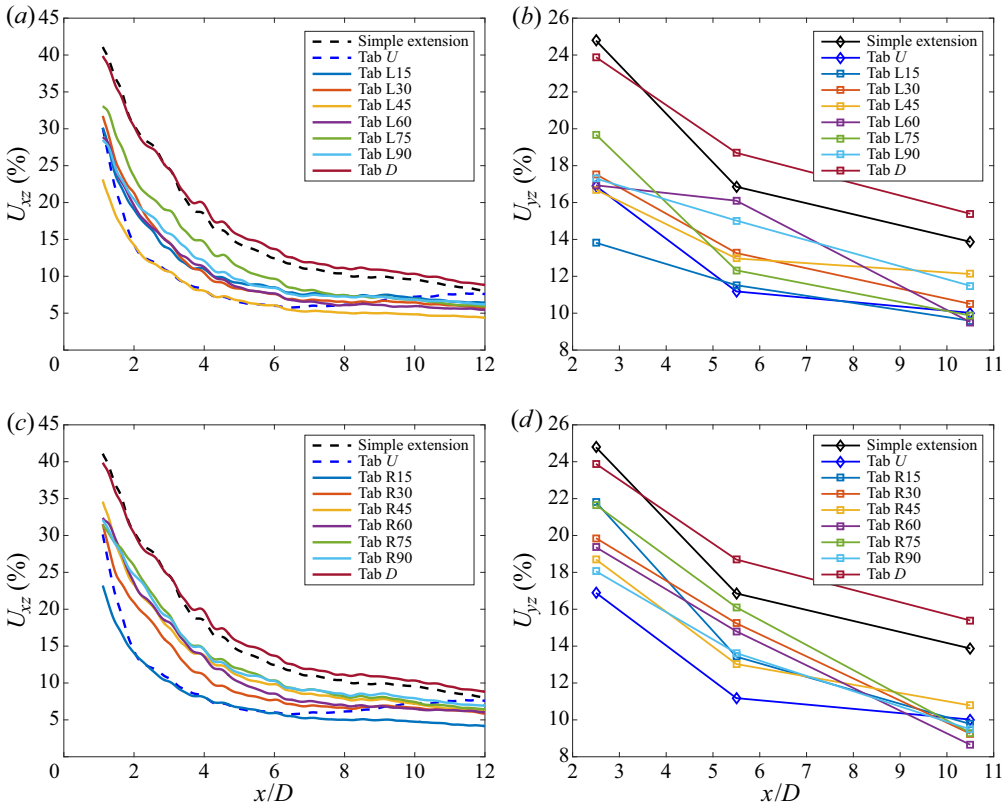 (a)
45
40
35
30
25
20
15
10
5
0
2
4
6
8
10
12
Uxz (%)
Simple extension
Tab U
Tab L15
Tab L30
Tab L45
Tab L60
Tab L75
Tab L90
Tab D
(b)
26
24
22
20
18
16
14
12
10
8
2
3
4
5
6
7
8
9
10
11
Uyz (%)
Simple extension
Tab U
Tab L15
Tab L30
Tab L45
Tab L60
Tab L75
Tab L90
Tab D
(c)
45
40
35
30
25
20
15
10
5
0
2
4
6
8
10
12
Uxz (%)
x/D
Simple extension
Tab U
Tab R15
Tab R30
Tab R45
Tab R60
Tab R75
Tab R90
Tab D
(d)
26
24
22
20
18
16
14
12
10
8
2
3
4
5
6
7
8
9
10
11
Uyz (%)
x/D
Simple extension
Tab U
Tab R15
Tab R30
Tab R45
Tab R60
Tab R75
Tab R90
Tab D